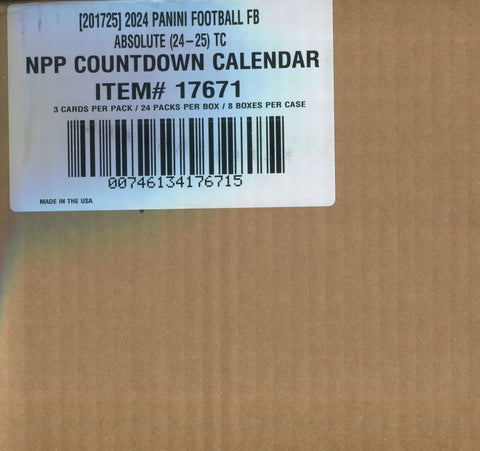 [201725] 2024 PANINI FOOTBALL FB
ABSOLUTE (24-25) TC
NPP COUNTDOWN CALENDAR
ITEM# 17671
3 CARDS PER PACK / 24 PACKS PER BOX / 8 BOXES PER CASE
00746134176715
MADE IN THE USA